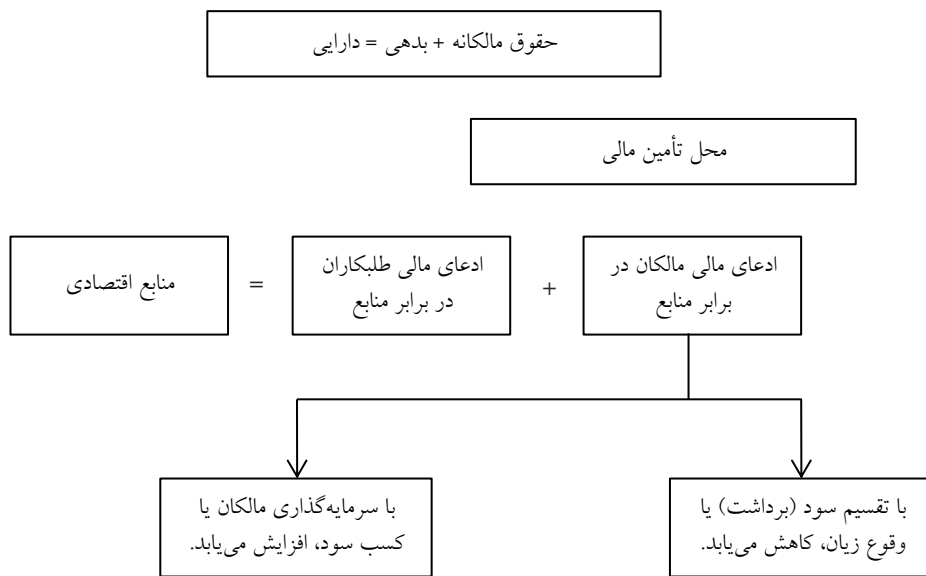 حقوق مالکانه + بدهی = دارایی
محل تأمین مالی
ادعای مالی مالکان در
برابر منابع
+
ادعای مالی طلبکاران
در برابر منابع
=
منابع اقتصادی
با تقسیم سود (برداشت) یا
وقوع زیان، کاهش می‌یابد.
با سرمایه‌گذاری مالکان یا
کسب سود، افزایش می‌یابد.